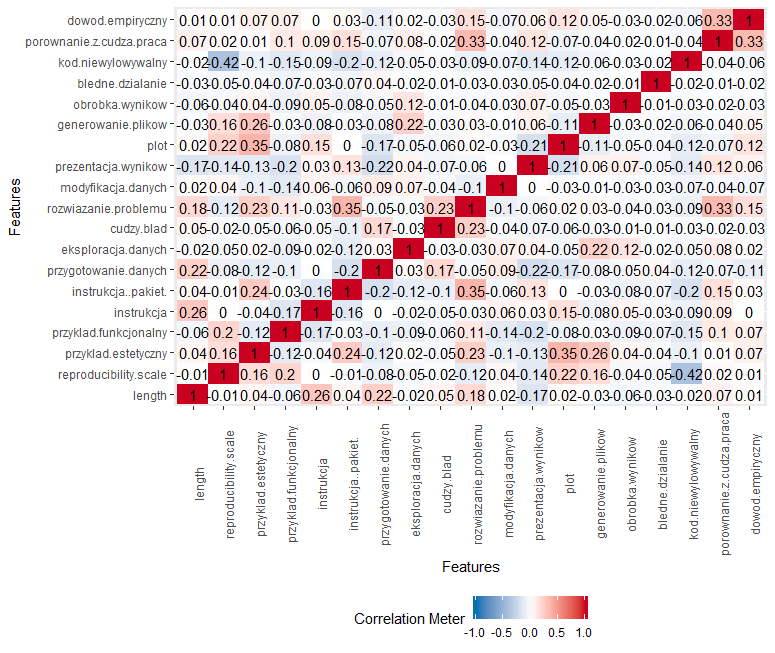 dowod.empiryczny 0.01 0.01 0.07 0.07 0 0.03 -0.11 0.02 -0.03 0.15 -0.07 0.06 0.12 0.05 -0.03 -0.02 -0.06 0.33 1
porownanie.z.cudza.praca 0.07 0.02 0.01 0.1 0.09 0.15 -0.07 0.08 -0.02 0.33 -0.04 0.12 -0.07 -0.04 -0.02 -0.01 -0.04 1 0.33
kod.niewylowywalny -0.02 -0.42 -0.1 -0.15 -0.09 -0.2 -0.12 -0.05 -0.03 -0.09 -0.07 -0.14 -0.12 -0.06 -0.03 -0.02 1 -0.04 -0.06
bledne.dzialanie -0.03 -0.05 -0.04 -0.07 -0.03 -0.07 0.04 -0.02 -0.01 -0.03 -0.03 -0.05 -0.04 -0.02 -0.01 1 -0.02 -0.01 -0.02
obrobka.wynikow -0.06 -0.04 0.04 -0.09 0.05 -0.08 -0.05 0.12 -0.01 -0.04 -0.03 0.07 -0.05 -0.03 1 -0.01 -0.03 -0.02 -0.03
generowanie.plikow -0.03 0.16 0.26 -0.03 -0.08 -0.03 -0.08 0.22 -0.03 0.03 -0.01 0.06 -0.11 1 -0.03 -0.02 -0.06 -0.04 0.05
plot 0.02 0.22 0.35 -0.08 0.15 0 -0.17 -0.05 -0.06 0.02 -0.03 -0.21 1 -0.11 -0.05 -0.04 -0.12 -0.07 0.12
prezentacja.wynikow -0.17 -0.14 -0.13 -0.2 0.03 0.13 -0.22 0.04 -0.07 -0.06 0 1 -0.21 0.06 0.07 -0.05 -0.14 0.12 0.06
modyfikacja.danych 0.02 0.04 -0.1 -0.14 0.06 -0.06 0.09 0.07 -0.04 -0.1 1 0 -0.03 -0.01 -0.03 -0.03 -0.07 -0.04 -0.07
rozwiazanie.problemu 0.18 -0.12 0.23 0.11 -0.03 0.35 -0.05 -0.03 0.23 1 -0.1 -0.06 0.02 0.03 -0.04 -0.03 -0.09 0.33 0.15
cudzy.blad 0.05 -0.02 -0.05 -0.06 -0.05 -0.1 0.17 -0.03 1 0.23 -0.04 -0.07 -0.06 -0.03 -0.01 -0.01 -0.03 -0.02 -0.03
eksploracja.danych -0.02 -0.05 0.02 -0.09 -0.02 -0.12 0.03 1 -0.03 -0.03 0.07 0.04 -0.05 0.22 0.12 -0.02 -0.05 0.08 0.02
przygotowanie.danych 0.22 -0.08 -0.12 -0.1 0 -0.2 1 0.03 0.17 -0.05 0.09 -0.22 -0.17 -0.08 -0.05 0.04 -0.12 -0.07 -0.11
instrukcja..pakiet. 0.04 -0.01 0.24 -0.03 -0.16 1 -0.2 -0.12 -0.1 0.35 -0.06 0.13 0 -0.03 -0.08 -0.07 -0.2 0.15 0.03
instrukcja 0.26 0 -0.04 -0.17 1 -0.16 0 -0.02 -0.05 -0.03 0.06 0.03 0.15 -0.08 0.05 -0.03 -0.09 0.09 0
przyklad.funkcjonalny -0.06 0.2 -0.12 1 -0.17 -0.03 -0.1 -0.09 -0.06 0.11 -0.14 -0.2 -0.08 -0.03 -0.09 -0.07 -0.15 0.1 0.07
przyklad.estetyczny 0.04 0.16 1 -0.12 -0.04 0.24 -0.12 0.02 -0.05 0.23 -0.1 -0.13 0.35 0.26 0.04 -0.04 -0.1 0.01 0.07
reproducibility.scale -0.01 1 0.16 0.2 0 -0.01 -0.08 -0.05 -0.02 -0.12 0.04 -0.14 0.22 0.16 -0.04 -0.05 -0.42 0.02 0.01
length 1 -0.01 0.04 -0.06 0.26 0.04 0.22 -0.02 0.05 0.18 0.02 -0.17 0.02 -0.03 -0.06 -0.03 -0.02 0.07 0.01
Features
length
reproducibility.scale
przyklad.estetyczny
przyklad.funkcjonalny
instrukcja
instrukcja..pakiet.
przygotowanie.danych
eksploracja.danych
cudzy.blad
rozwiazanie.problemu
modyfikacja.danych
prezentacja.wynikow
plot
generowanie.plikow
obrobka.wynikow
bledne.dzialanie
kod.niewylowywalny
porownanie.z.cudza.praca
dowod.empiryczny
Features
Correlation Meter
-1.0 -0.5 0.0 0.5 1.0